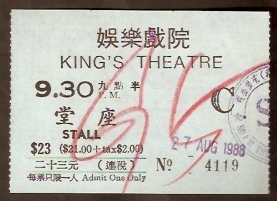 娛樂戲院
KING'S THEATRE
9.30 九點半
P.M.
堂座
STALL
$23 ($21.00+tax$2.00)
27 AUG 1988
二十三元 (連稅) No 4119
每票只限一人 Admit One Only